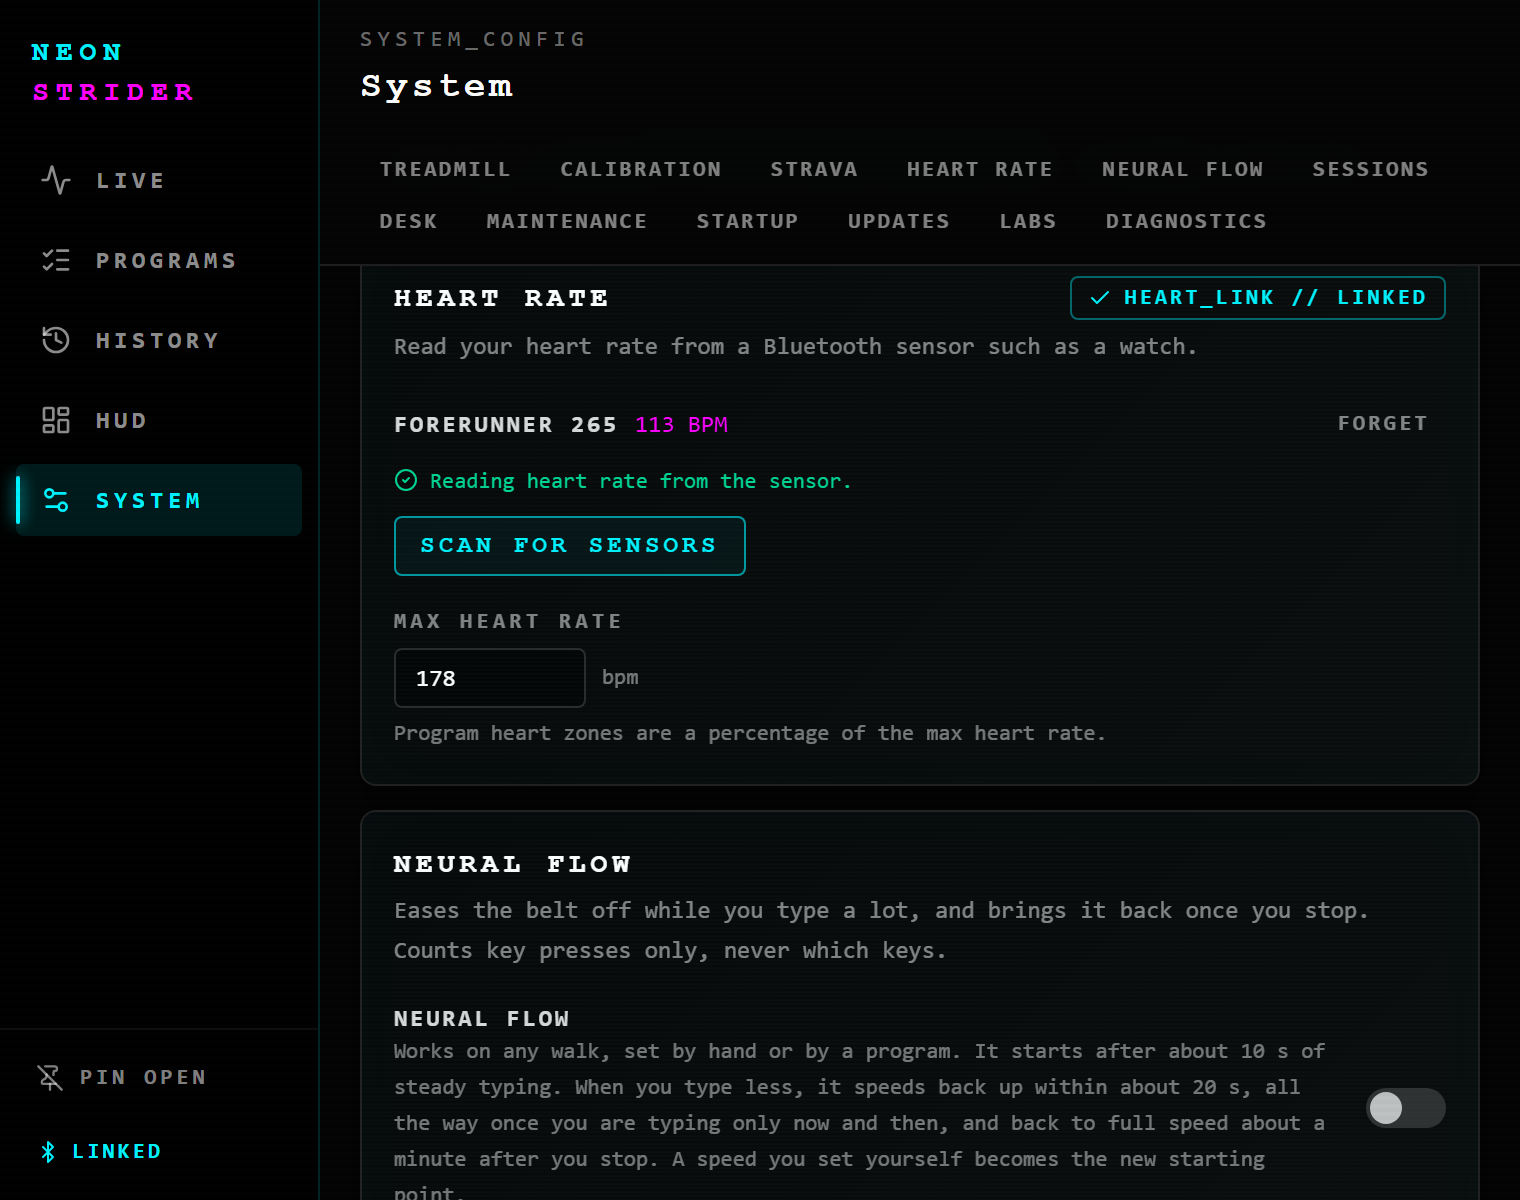 NEON
STRIDER
LIVE
PROGRAMS
HISTORY
HUD
SYSTEM
PIN OPEN
LINKED
SYSTEM_CONFIG
System
TREADMILL CALIBRATION STRAVA HEART RATE NEURAL FLOW SESSIONS
DESK MAINTENANCE STARTUP UPDATES LABS DIAGNOSTICS
HEART RATE
HEART_LINK // LINKED
Read your heart rate from a Bluetooth sensor such as a watch.
FORERUNNER 265 113 BPM
FORGET
Reading heart rate from the sensor.
SCAN FOR SENSORS
MAX HEART RATE
178 bpm
Program heart zones are a percentage of the max heart rate.
NEURAL FLOW
Eases the belt off while you type a lot, and brings it back once you stop.
Counts key presses only, never which keys.
NEURAL FLOW
Works on any walk, set by hand or by a program. It starts after about 10 s of
steady typing. When you type less, it speeds back up within about 20 s, all
the way once you are typing only now and then, and back to full speed about a
minute after you stop. A speed you set yourself becomes the new starting
point.